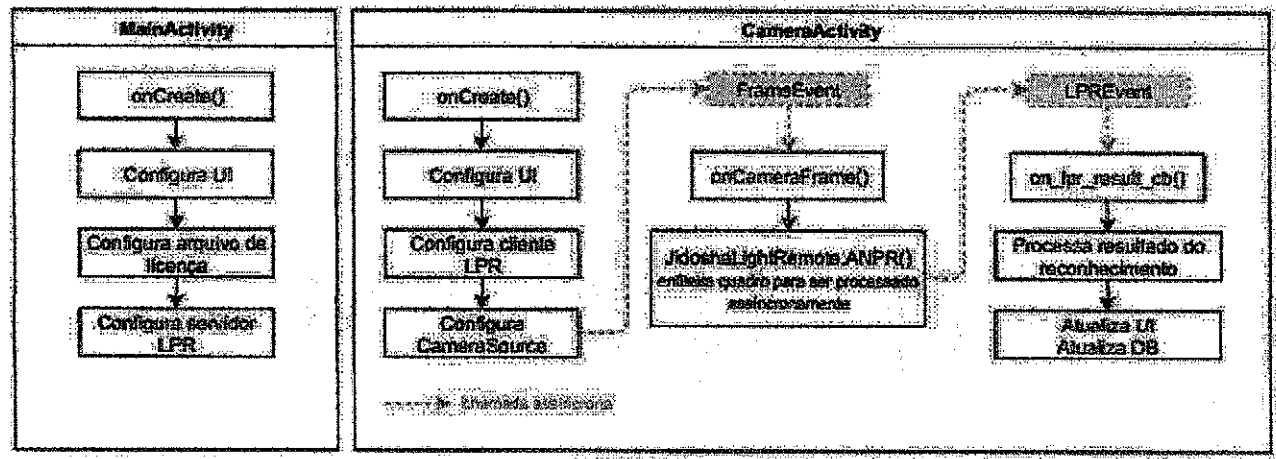 MainActivity
onCreate()
Configura UI
Configura arquivo de
licença
Configura servidor
LPR
CameraActivity
onCreate()
Configura UI
Configura cliente
LPR
Configura
CameraSource
FrameEvent
onCameraFrame()
JidoshaLightRemote.ANPR()
enfileira quadro para ser processado
assincronamente
LPREvent
on_lpr_result_cb()
Processa resultado do
reconhecimento
Atualiza UI
Atualiza DB
chamada assíncrona